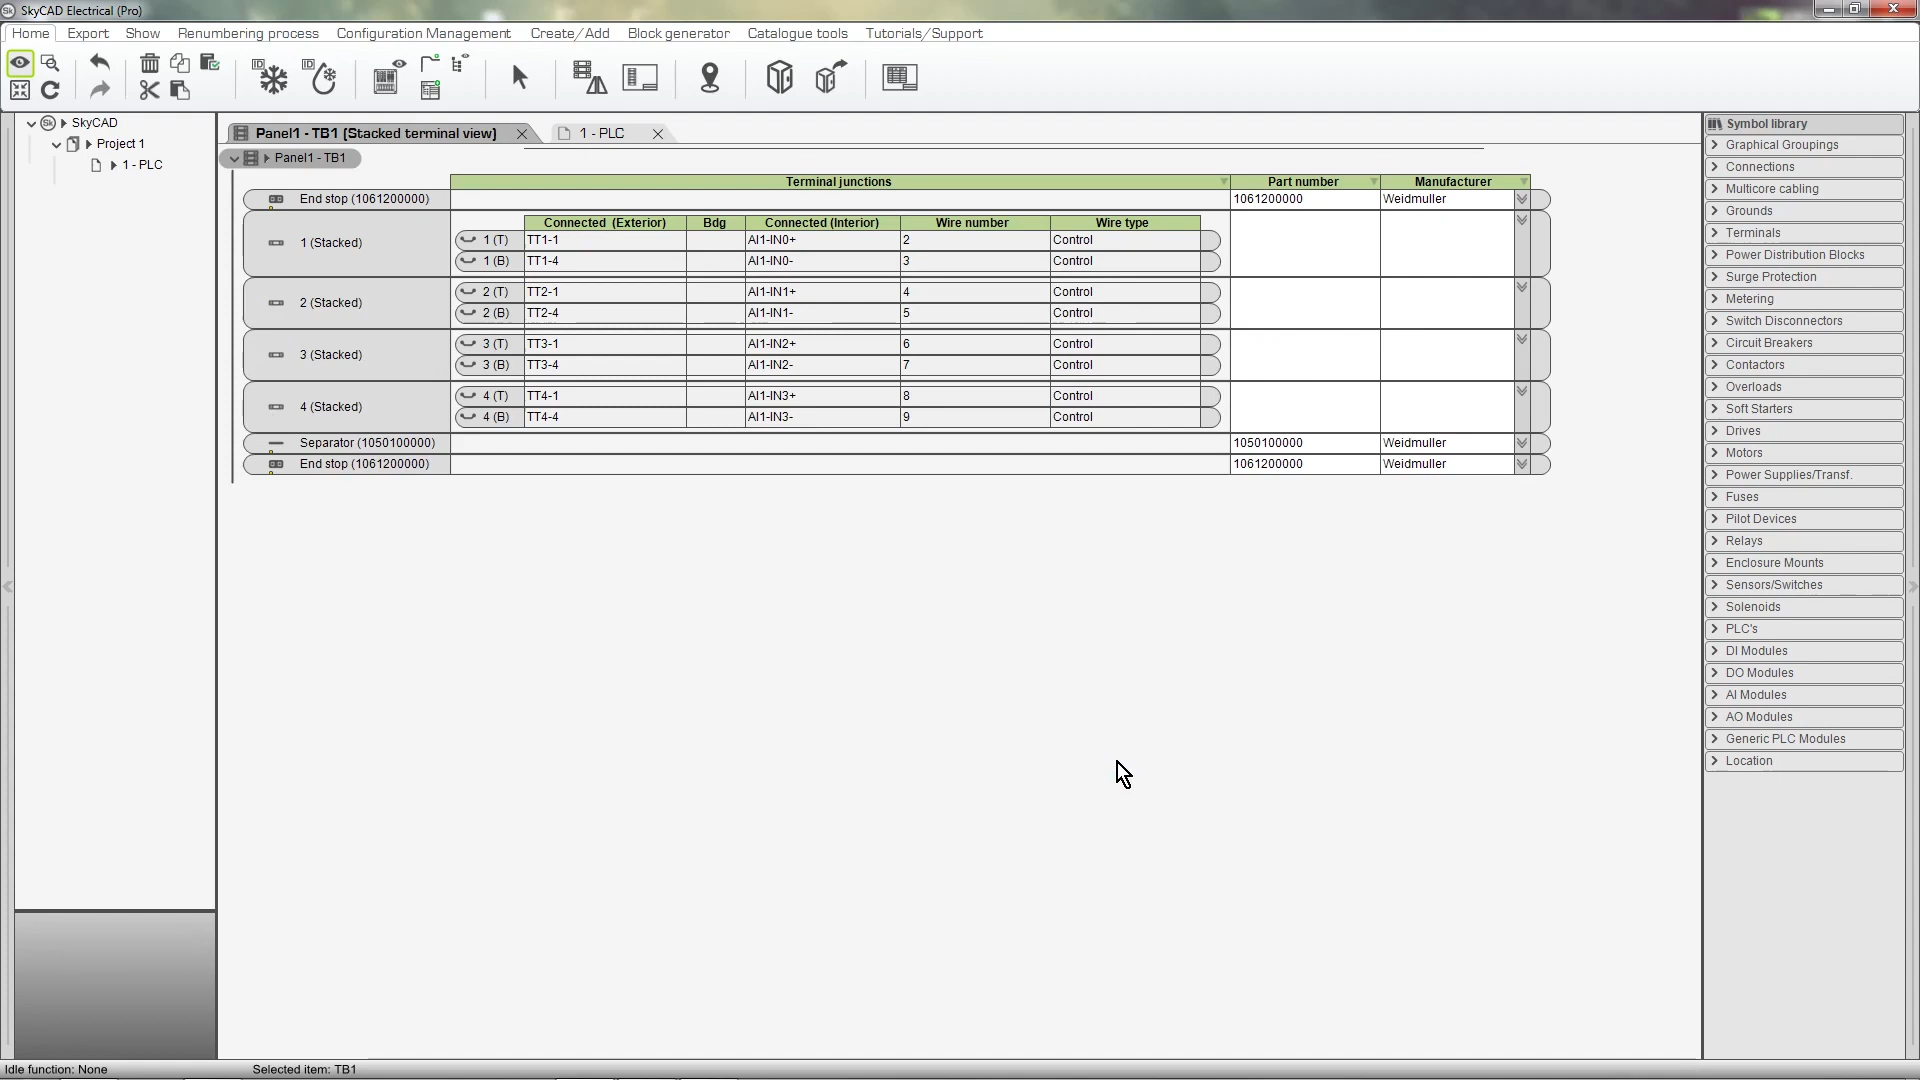 SkyCAD Electrical (Pro)
Home Export Show Renumbering process Configuration Management Create/Add Block generator Catalogue tools Tutorials/Support
ID ID
SkyCAD
Project 1
1 - PLC
Panel1 - TB1 [Stacked terminal view] 1 - PLC
Panel1 - TB1
Terminal junctions Part number Manufacturer
End stop (1061200000) 1061200000 Weidmuller
Connected (Exterior) Bdg Connected (Interior) Wire number Wire type
1 (Stacked)
1 (T) TT1-1 AI1-IN0+ 2 Control
1 (B) TT1-4 AI1-IN0- 3 Control
2 (Stacked)
2 (T) TT2-1 AI1-IN1+ 4 Control
2 (B) TT2-4 AI1-IN1- 5 Control
3 (Stacked)
3 (T) TT3-1 AI1-IN2+ 6 Control
3 (B) TT3-4 AI1-IN2- 7 Control
4 (Stacked)
4 (T) TT4-1 AI1-IN3+ 8 Control
4 (B) TT4-4 AI1-IN3- 9 Control
Separator (1050100000) 1050100000 Weidmuller
End stop (1061200000) 1061200000 Weidmuller
Symbol library
Graphical Groupings
Connections
Multicore cabling
Grounds
Terminals
Power Distribution Blocks
Surge Protection
Metering
Switch Disconnectors
Circuit Breakers
Contactors
Overloads
Soft Starters
Drives
Motors
Power Supplies/Transf.
Fuses
Pilot Devices
Relays
Enclosure Mounts
Sensors/Switches
Solenoids
PLC's
DI Modules
DO Modules
AI Modules
AO Modules
Generic PLC Modules
Location
Idle function: None Selected item: TB1